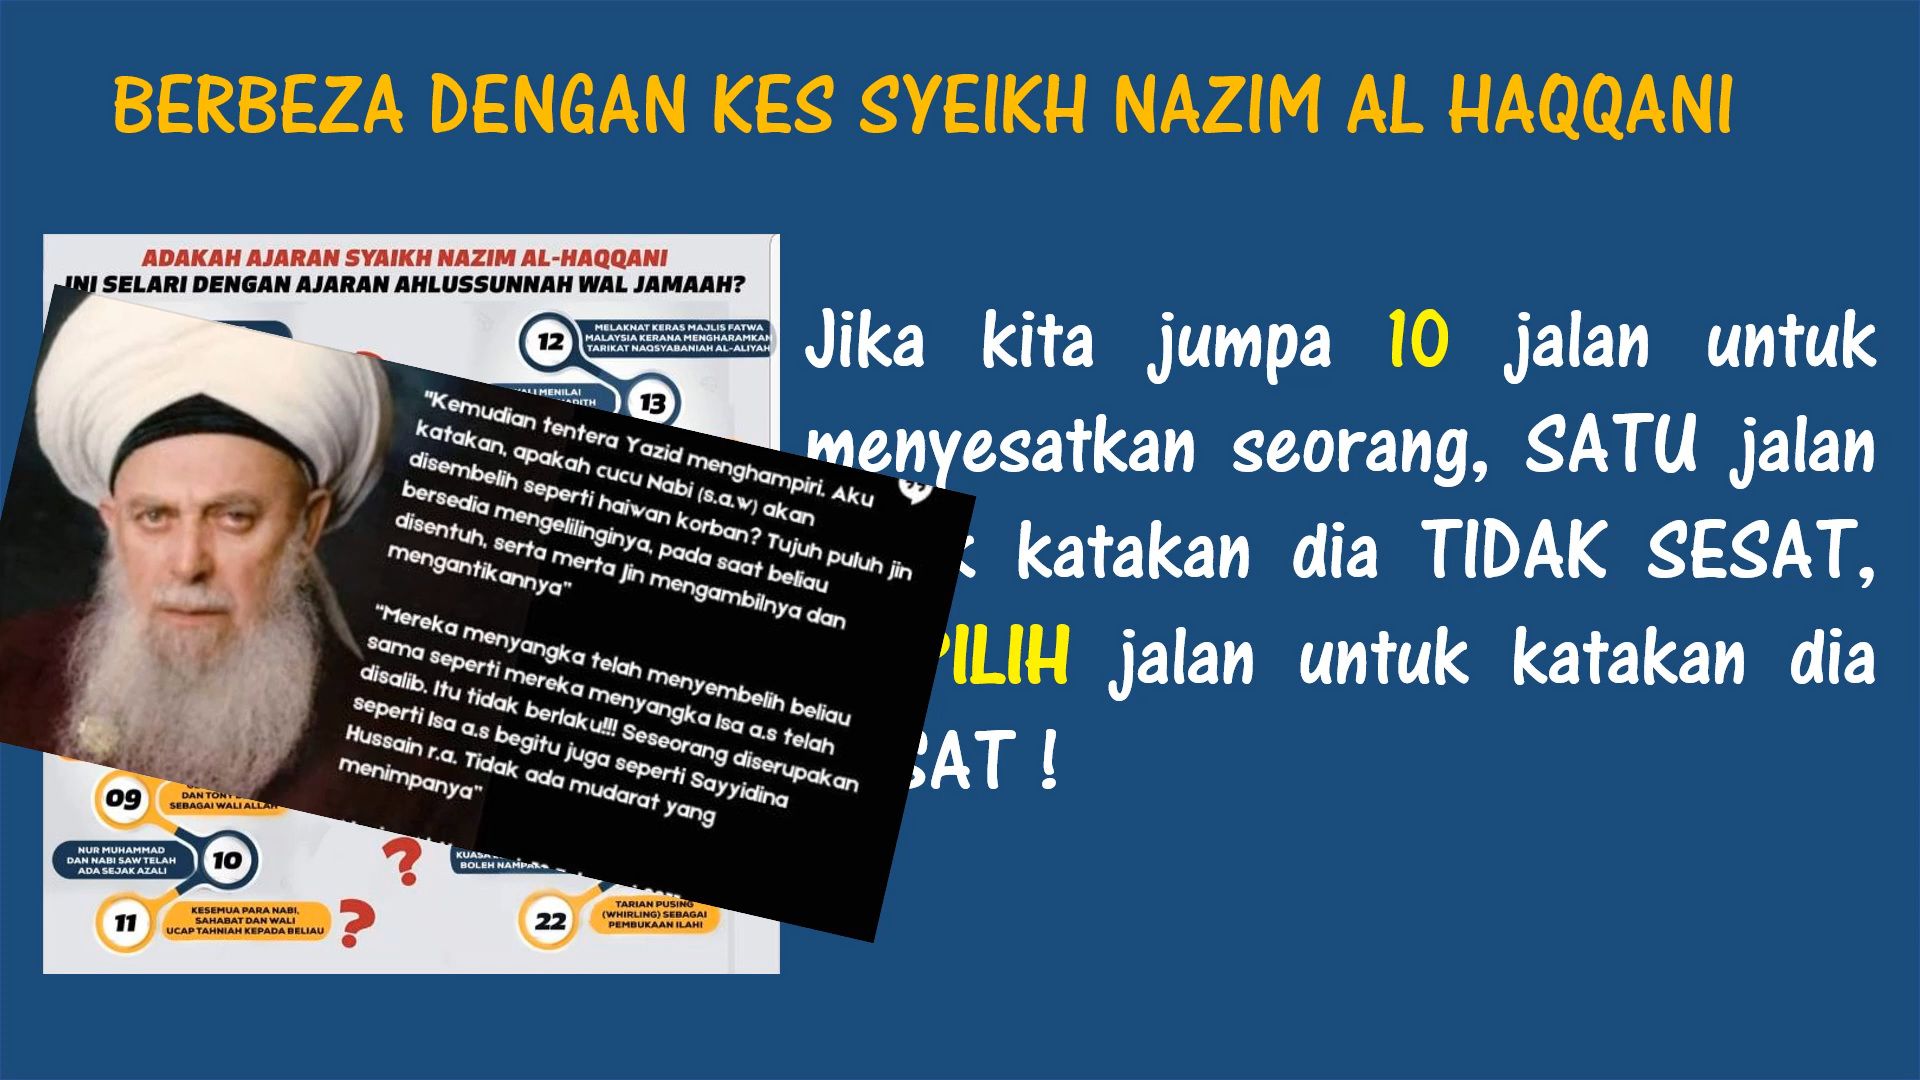 BERBEZA DENGAN KES SYEIKH NAZIM AL HAQQANI
ADAKAH AJARAN SYAIKH NAZIM AL-HAQQANI
INI SELARI DENGAN AJARAN AHLUSSUNNAH WAL JAMAAH?
12
MELAKNAT KERAS MAJLIS FATWA
MALAYSIA KERANA MENGHARAMKAN
TARIKAT NAQSYABANIAH AL-ALIYAH
MENILAI
13
"Kemudian tentera Yazid menghampiri. Aku
katakan, apakah cucu Nabi (s.a.w) akan
disembelih seperti haiwan korban? Tujuh puluh jin
bersedia mengelilinginya, pada saat beliau
disentuh, serta merta Jin mengambilnya dan
mengantikannya"
"Mereka menyangka telah menyembelih beliau
sama seperti mereka menyangka Isa a.s telah
disalib. Itu tidak berlaku!!! Seseorang diserupakan
seperti Isa a.s begitu juga seperti Sayyidina
Hussain r.a. Tidak ada mudarat yang
menimpanya"
09
DAN
SEBAGAI WALI ALLAH
NUR MUHAMMAD
DAN NABI SAW TELAH
ADA SEJAK AZALI
10
?
11
KESEMUA PARA NABI,
SAHABAT DAN WALI
UCAP TAHNIAH KEPADA BELIAU
?
BOLEH
22
TARIAN PUSING
(WHIRLING) SEBAGAI
PEMBUKAAN ILAHI
Jika kita jumpa 10 jalan untuk
menyesatkan seorang, SATU jalan
katakan dia TIDAK SESAT,
PILIH jalan untuk katakan dia
SAT !